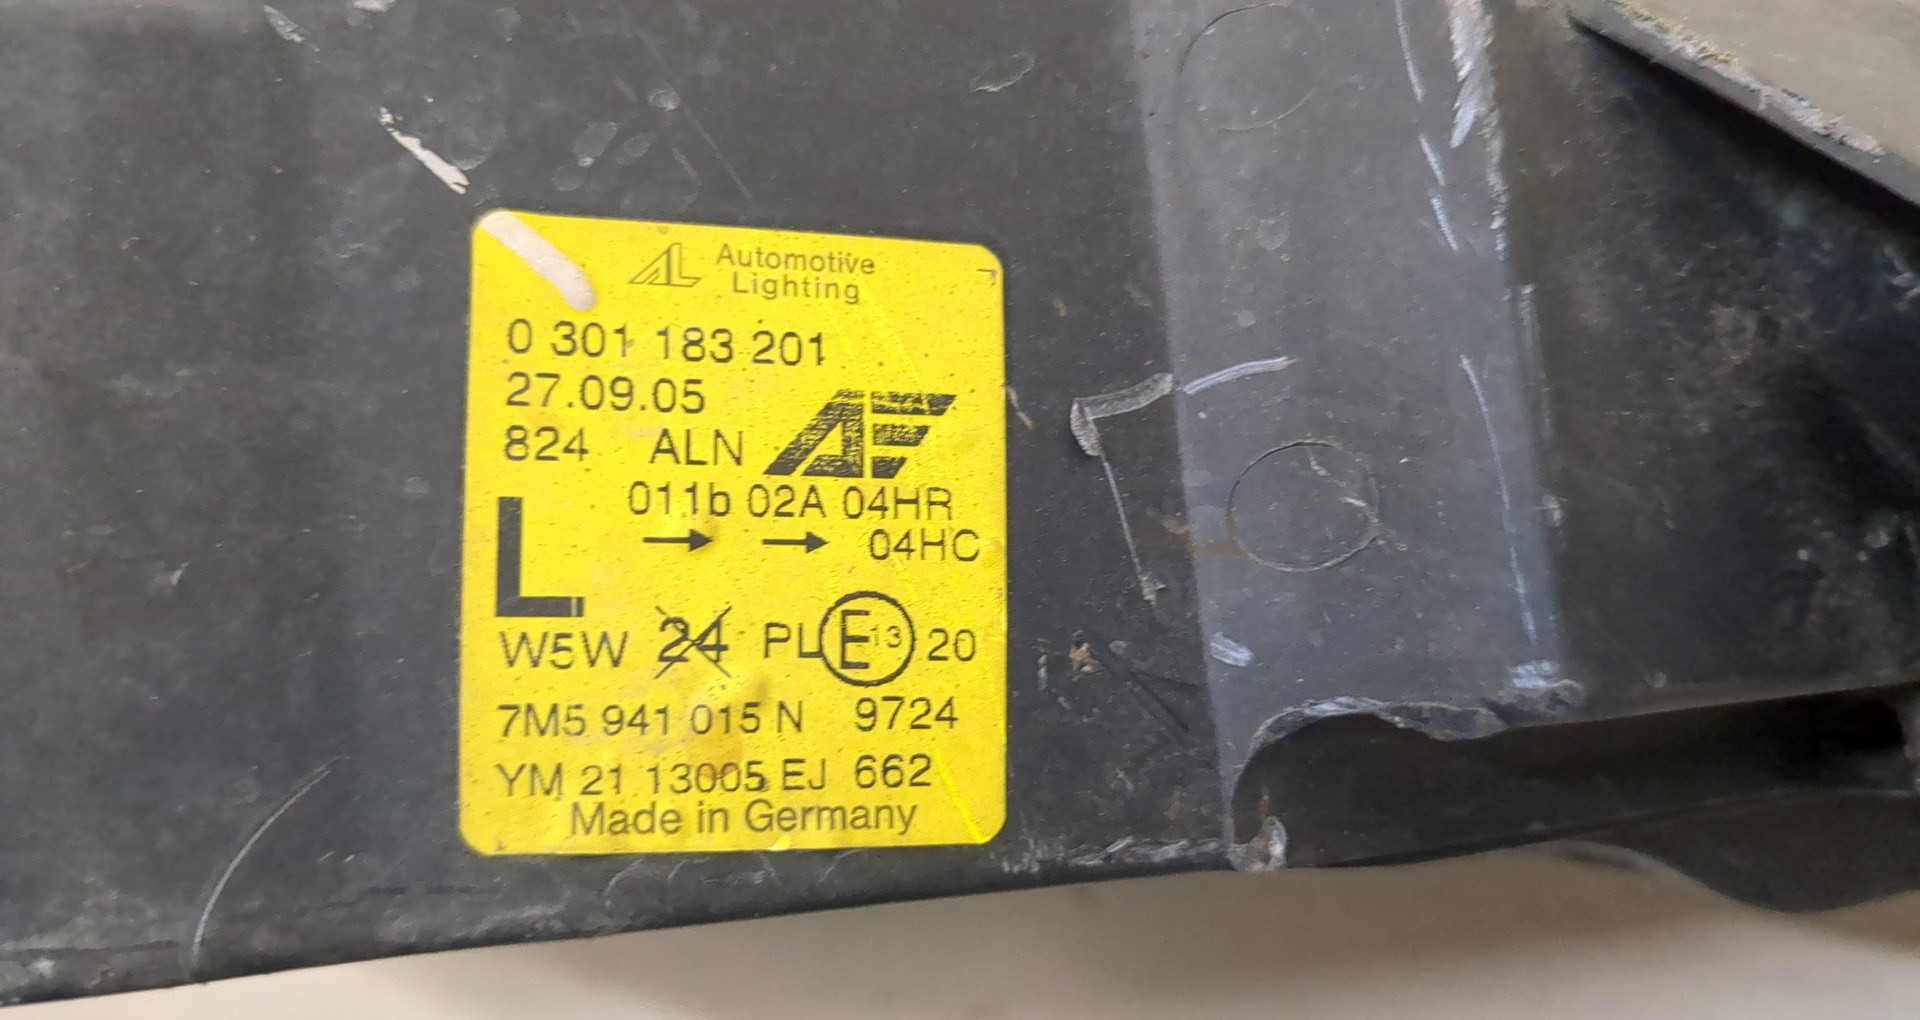 AL Automotive
Lighting
0 301 183 201
27.09.05
824 ALN
011b 02A 04HR
→ → 04HC
L
W5W 24 PL E13 20
7M5 941 015 N 9724
YM 21 13005 EJ 662
Made in Germany